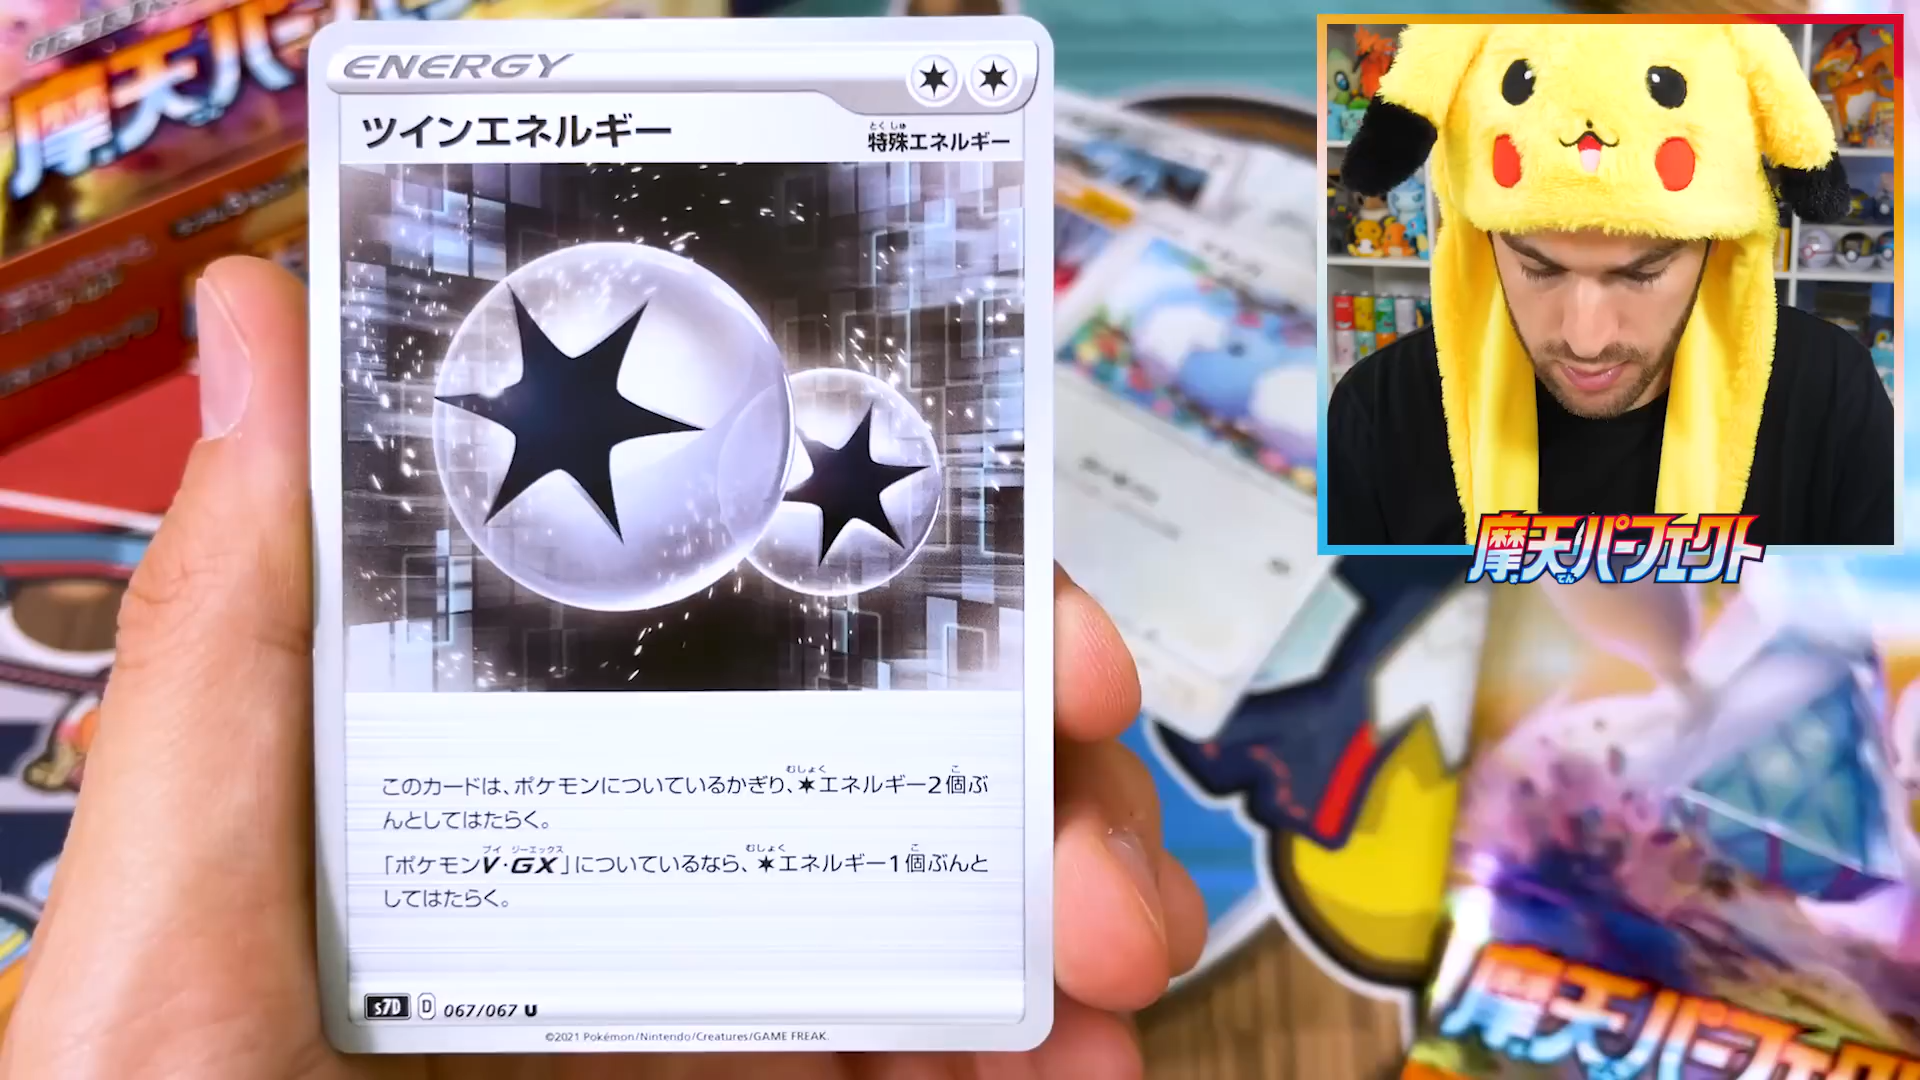 摩天パーフェ
ENERGY
ツインエネルギー
とくしゅ
特殊エネルギー
むしょく こ
このカードは、ポケモンについているかぎり、✶エネルギー2個ぶ
んとしてはたらく。
ブイ ジーエックス むしょく こ
「ポケモンV・GX」についているなら、✶エネルギー1個ぶんと
してはたらく。
s7D D 067/067 U
©2021 Pokémon/Nintendo/Creatures/GAME FREAK.
摩天パーフェクト
ま てん
摩天パーフェクト